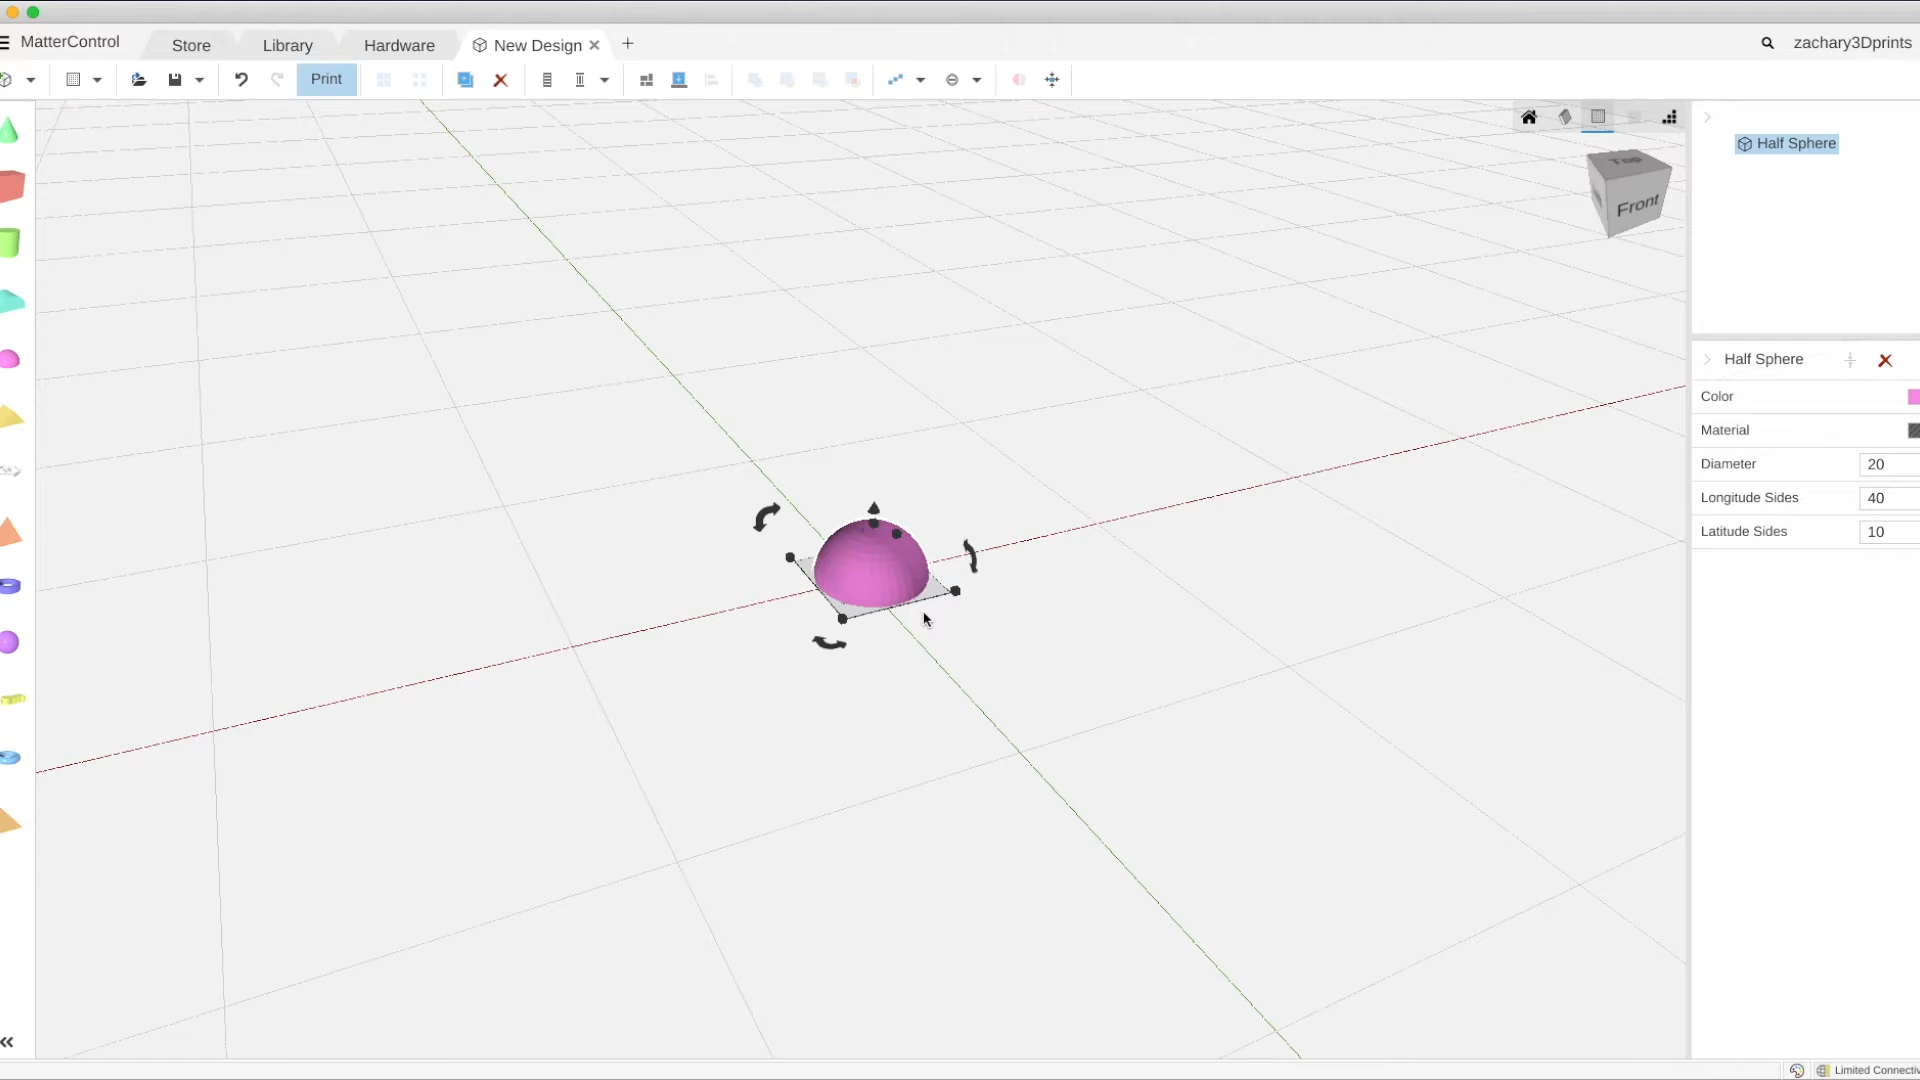 MatterControl
Store
Library
Hardware
New Design
zachary3Dprints
Print
Half Sphere
Top
Front
Half Sphere
Color
Material
Diameter
20
Longitude Sides
40
Latitude Sides
10
Limited